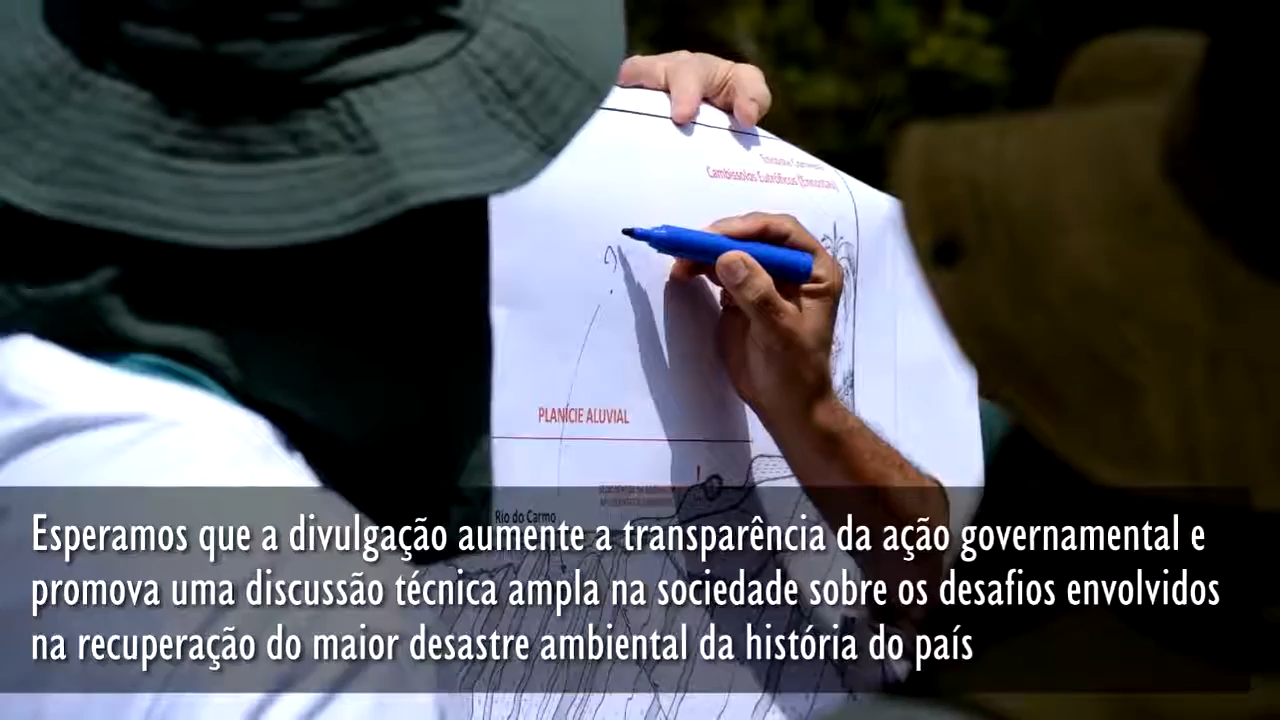 Cambissolos Eutróficos (Encostas)
PLANÍCIE ALUVIAL
Rio do Carmo
Esperamos que a divulgação aumente a transparência da ação governamental e
promova uma discussão técnica ampla na sociedade sobre os desafios envolvidos
na recuperação do maior desastre ambiental da história do país